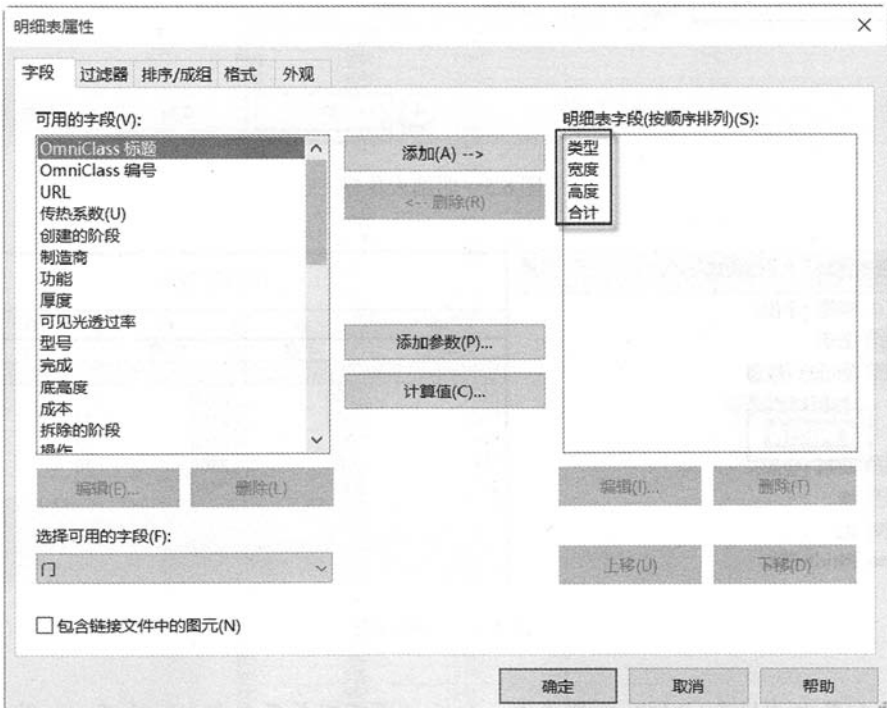 明细表属性
字段 过滤器 排序/成组 格式 外观
可用的字段(V):
OmniClass 标题
OmniClass 编号
URL
传热系数(U)
创建的阶段
制造商
功能
厚度
可见光透过率
型号
完成
底高度
成本
拆除的阶段
操作
编辑(E)...
删除(L)
选择可用的字段(F):
门
包含链接文件中的图元(N)
添加(A) -->
<-- 删除(R)
添加参数(P)...
计算值(C)...
明细表字段(按顺序排列)(S):
类型
宽度
高度
合计
编辑(I)...
删除(T)
上移(U)
下移(D)
确定
取消
帮助